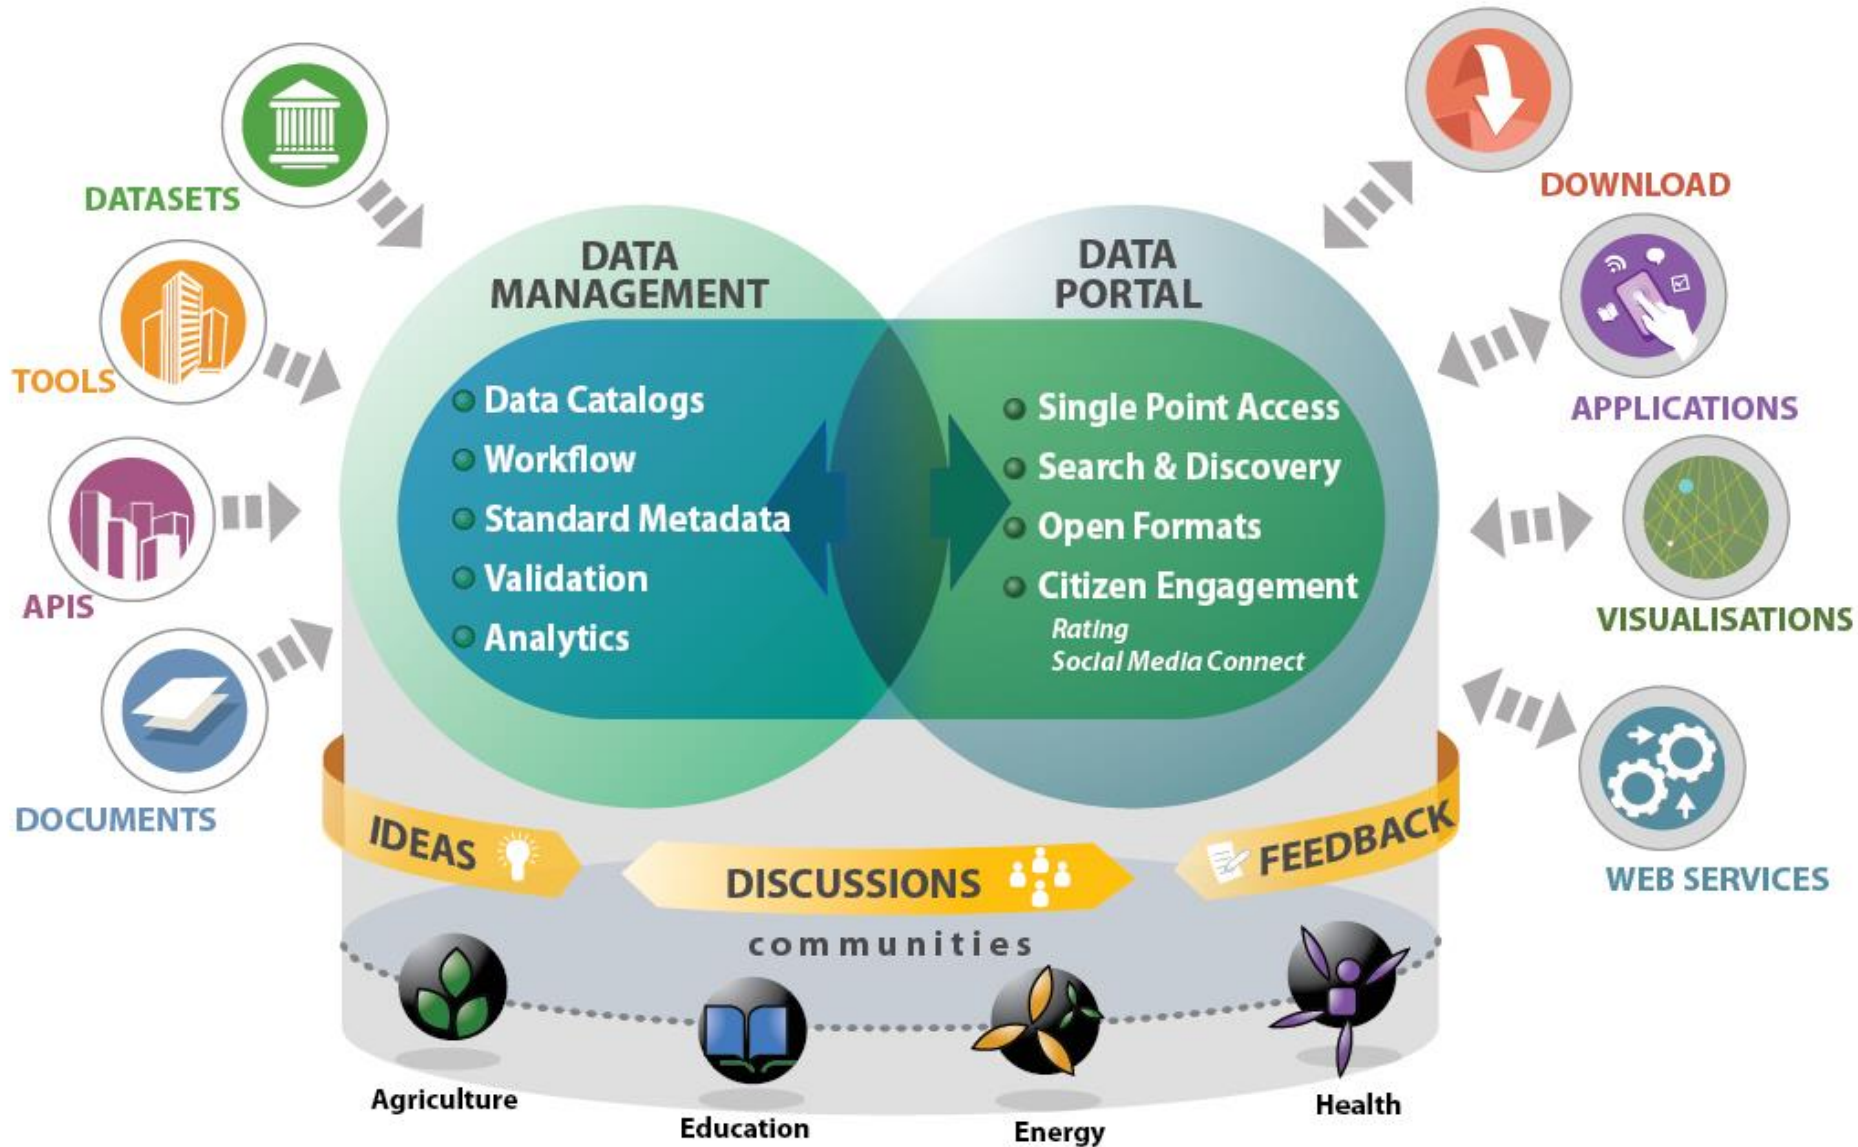 DATASETS
TOOLS
APIS
DOCUMENTS
DATA
MANAGEMENT
Data Catalogs
Workflow
Standard Metadata
Validation
Analytics
DATA
PORTAL
Single Point Access
Search & Discovery
Open Formats
Citizen Engagement
Rating
Social Media Connect
DOWNLOAD
APPLICATIONS
VISUALISATIONS
WEB SERVICES
IDEAS
DISCUSSIONS
FEEDBACK
communities
Agriculture
Education
Energy
Health